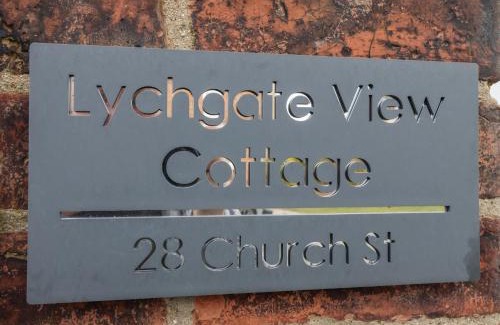 Lychgate View
Cottage
28 Church St